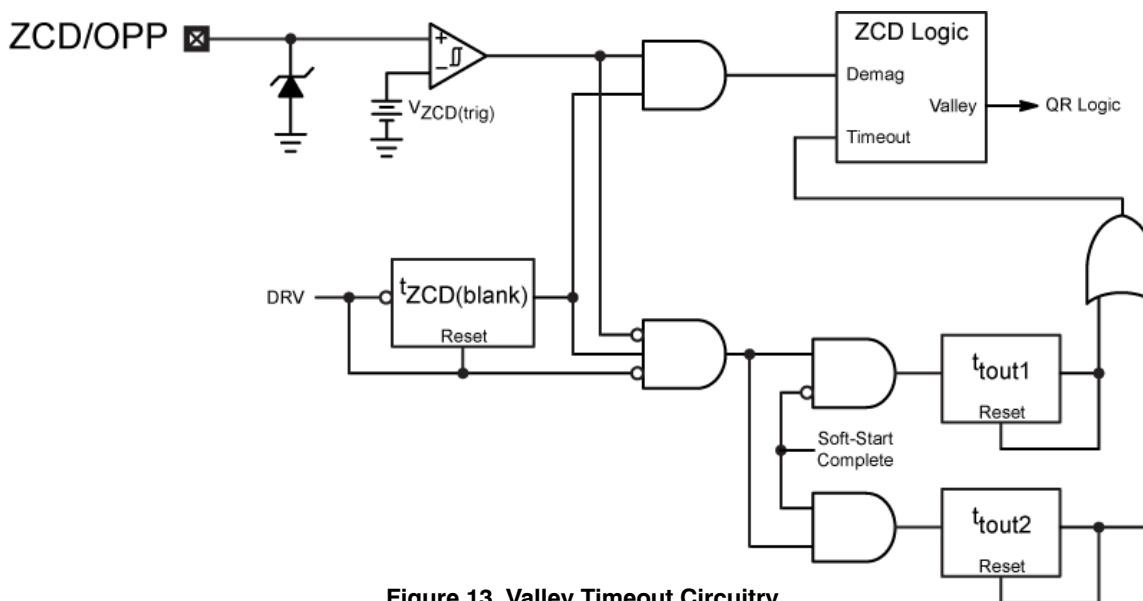 ZCD/OPP
VZCD(trig)
ZCD Logic
Demag
Valley
QR Logic
Timeout
DRV
tZCD(blank)
Reset
ttout1
Reset
Soft-Start
Complete
ttout2
Reset
Figure 13. Valley Timeout Circuitry